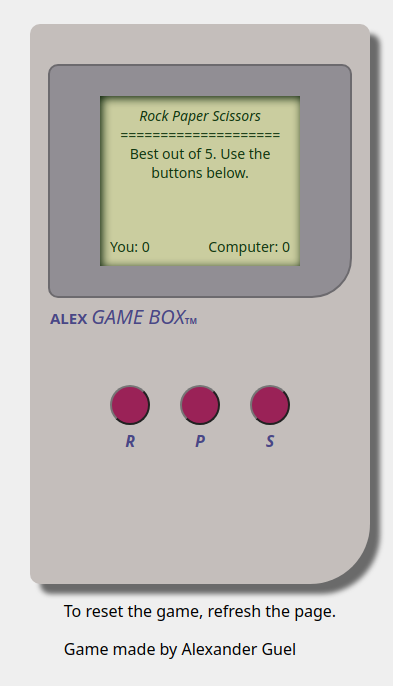 Rock Paper Scissors
====================
Best out of 5. Use the
buttons below.
You: 0 Computer: 0
ALEX GAME BOX™
R P S
To reset the game, refresh the page.
Game made by Alexander Guel